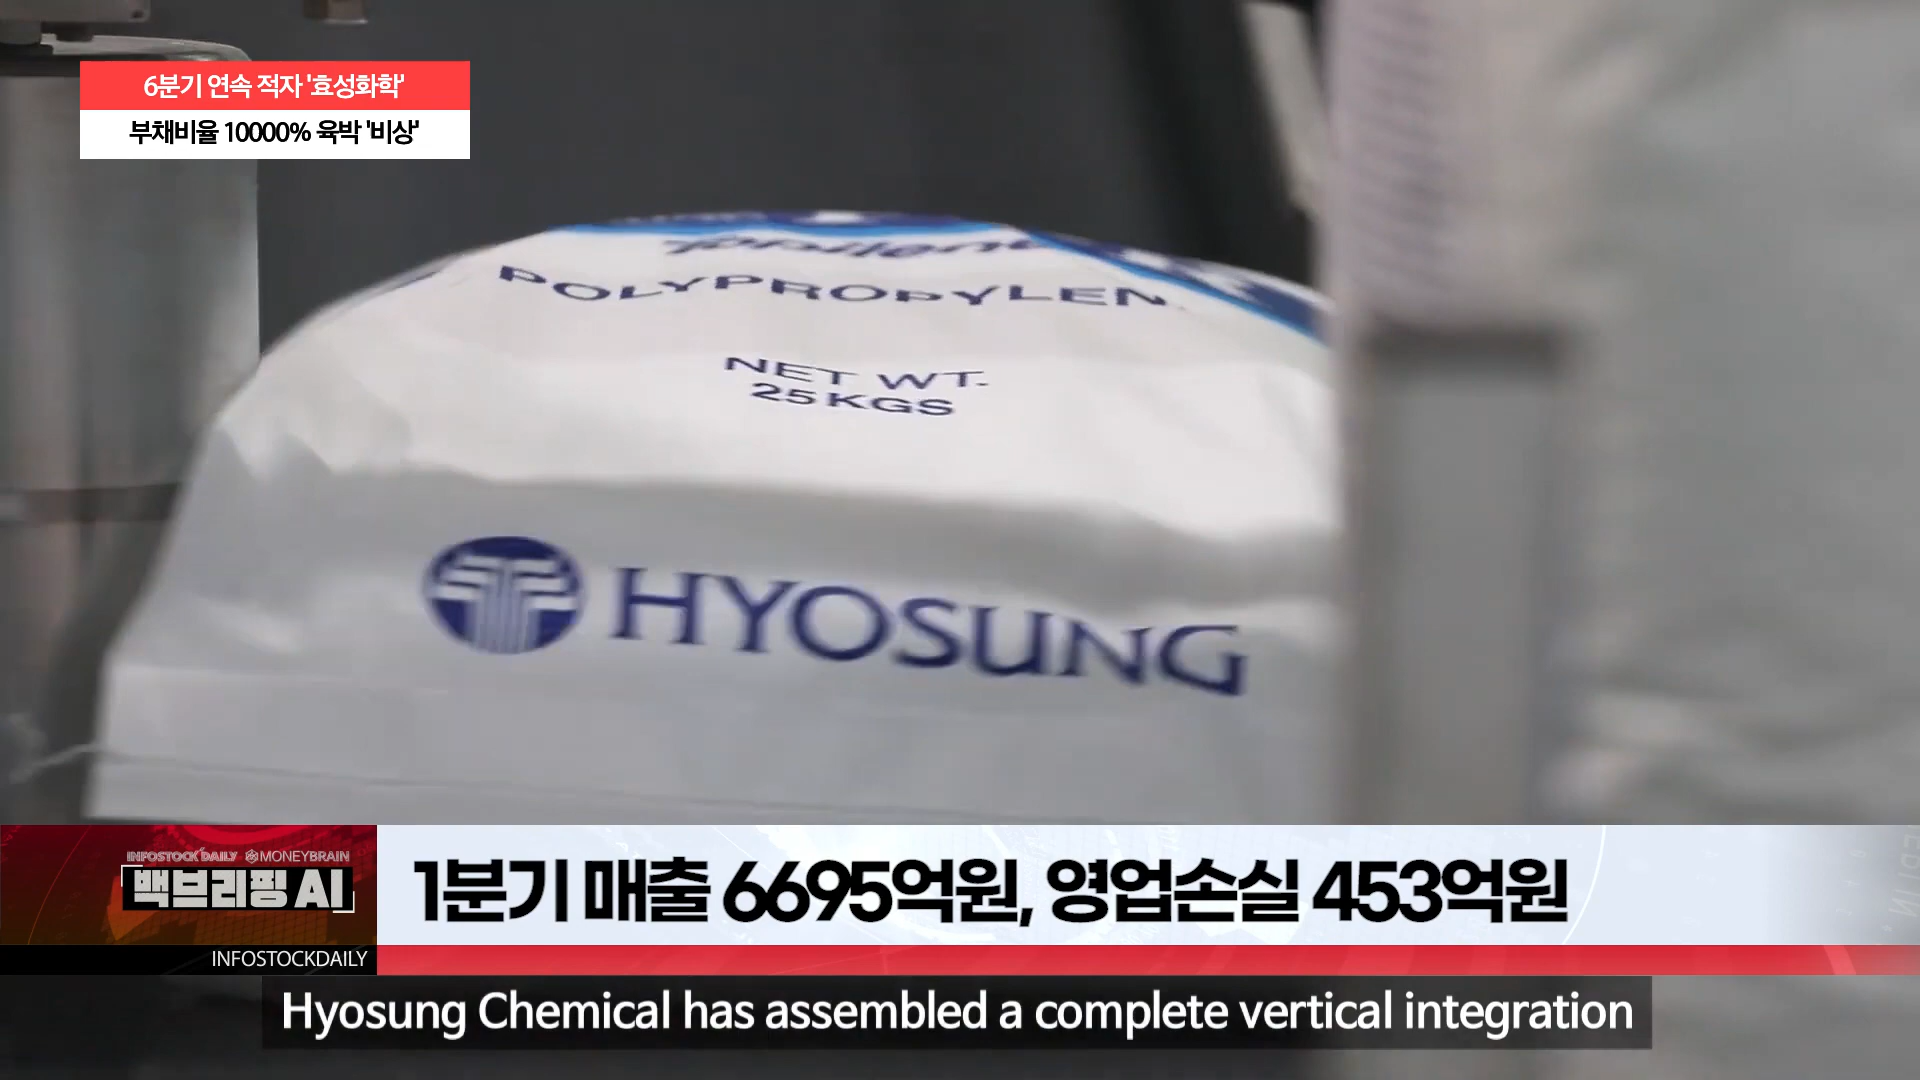 6분기 연속 적자 '효성화학'
부채비율 10000% 육박 '비상'
POLYPROPYLEN
NET WT.
25KGS
HYOSUNG
INFOSTOCK DAILY MONEYBRAIN
백브리핑 AI
1분기 매출 6695억원, 영업손실 453억원
INFOSTOCKDAILY
Hyosung Chemical has assembled a complete vertical integration